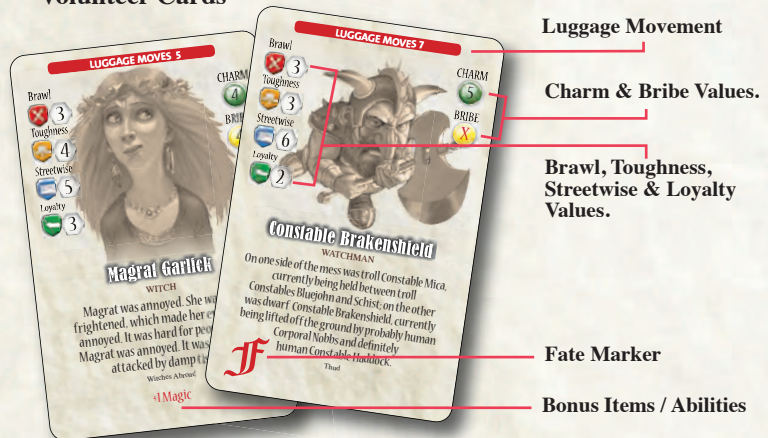 Volunteer Cards
LUGGAGE MOVES 5
Brawl
3
Toughness
4
Streetwise
5
Loyalty
3
CHARM
4
Magrat Garlick
WITCH
Magrat was annoyed. She
frightened, which made her
annoyed. It was hard for
Magrat was annoyed. It was
attacked by damp
Witches Abroad
+1 Magic
LUGGAGE MOVES 7
Brawl
3
Toughness
3
Streetwise
6
Loyalty
2
CHARM
5
BRIBE
X
Constable Brakenshield
WATCHMAN
On one side of the mess was troll Constable Mica,
currently being held between troll
Constables Bluejohn and Schist; on the other
was dwarf Constable Brakenshield, currently
being lifted off the ground by probably human
Corporal Nobbs and definitely
human Constable Haddock.
Thud
F
Luggage Movement
Charm & Bribe Values.
Brawl, Toughness,
Streetwise & Loyalty
Values.
Fate Marker
Bonus Items / Abilities